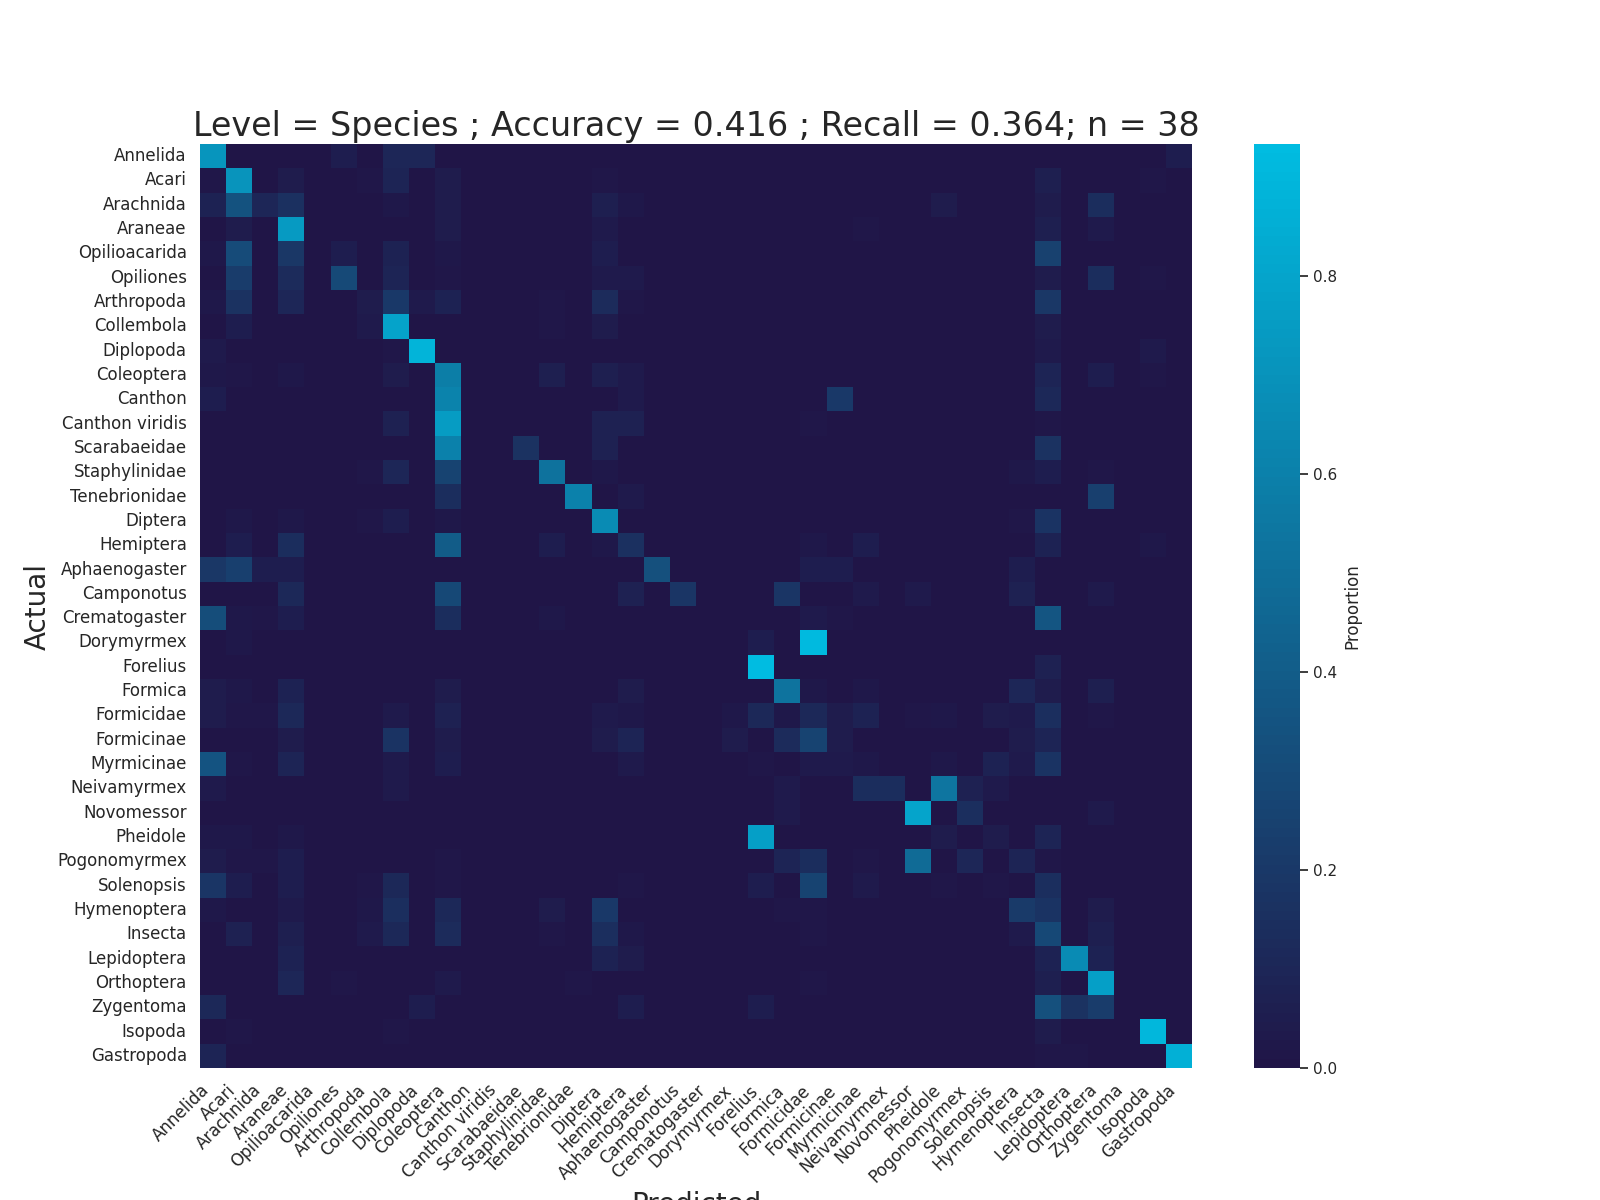 Level = Species ; Accuracy = 0.416 ; Recall = 0.364; n = 38
Actual
Annelida
Acari
Arachnida
Araneae
Opilioacarida
Opiliones
Arthropoda
Collembola
Diplopoda
Coleoptera
Canthon
Canthon viridis
Scarabaeidae
Staphylinidae
Tenebrionidae
Diptera
Hemiptera
Aphaenogaster
Camponotus
Crematogaster
Dorymyrmex
Forelius
Formica
Formicidae
Formicinae
Myrmicinae
Neivamyrmex
Novomessor
Pheidole
Pogonomyrmex
Solenopsis
Hymenoptera
Insecta
Lepidoptera
Orthoptera
Zygentoma
Isopoda
Gastropoda
Annelida
Acari
Arachnida
Araneae
Opilioacarida
Opiliones
Arthropoda
Collembola
Diplopoda
Coleoptera
Canthon
Canthon viridis
Scarabaeidae
Staphylinidae
Tenebrionidae
Diptera
Hemiptera
Aphaenogaster
Camponotus
Crematogaster
Dorymyrmex
Forelius
Formica
Formicidae
Formicinae
Myrmicinae
Neivamyrmex
Novomessor
Pheidole
Pogonomyrmex
Solenopsis
Hymenoptera
Insecta
Lepidoptera
Orthoptera
Zygentoma
Isopoda
Gastropoda
Predicted
0.8
0.6
0.4
0.2
0.0
Proportion